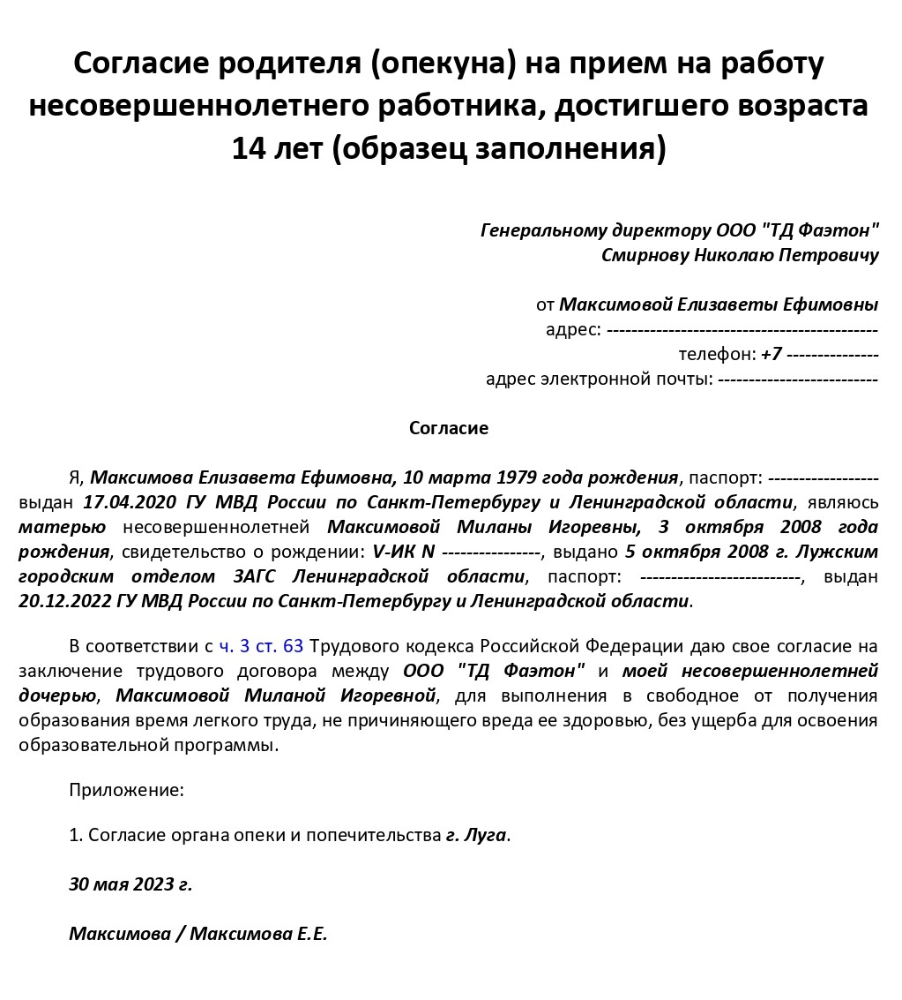 Согласие родителя (опекуна) на прием на работу
несовершеннолетнего работника, достигшего возраста
14 лет (образец заполнения)
Генеральному директору ООО "ТД Фаэтон"
Смирнову Николаю Петровичу
от Максимовой Елизаветы Ефимовны
адрес: --------------------------------------------
телефон: +7 ---------------
адрес электронной почты: --------------------------
Согласие
Я, Максимова Елизавета Ефимовна, 10 марта 1979 года рождения, паспорт: ------------------
выдан 17.04.2020 ГУ МВД России по Санкт-Петербургу и Ленинградской области, являюсь
матерью несовершеннолетней Максимовой Миланы Игоревны, 3 октября 2008 года
рождения, свидетельство о рождении: V-ИК N ----------------, выдано 5 октября 2008 г. Лужским
городским отделом ЗАГС Ленинградской области, паспорт: --------------------------, выдан
20.12.2022 ГУ МВД России по Санкт-Петербургу и Ленинградской области.
В соответствии с ч. 3 ст. 63 Трудового кодекса Российской Федерации даю свое согласие на
заключение трудового договора между ООО "ТД Фаэтон" и моей несовершеннолетней
дочерью, Максимовой Миланой Игоревной, для выполнения в свободное от получения
образования время легкого труда, не причиняющего вреда ее здоровью, без ущерба для освоения
образовательной программы.
Приложение:
1. Согласие органа опеки и попечительства г. Луга.
30 мая 2023 г.
Максимова / Максимова Е.Е.